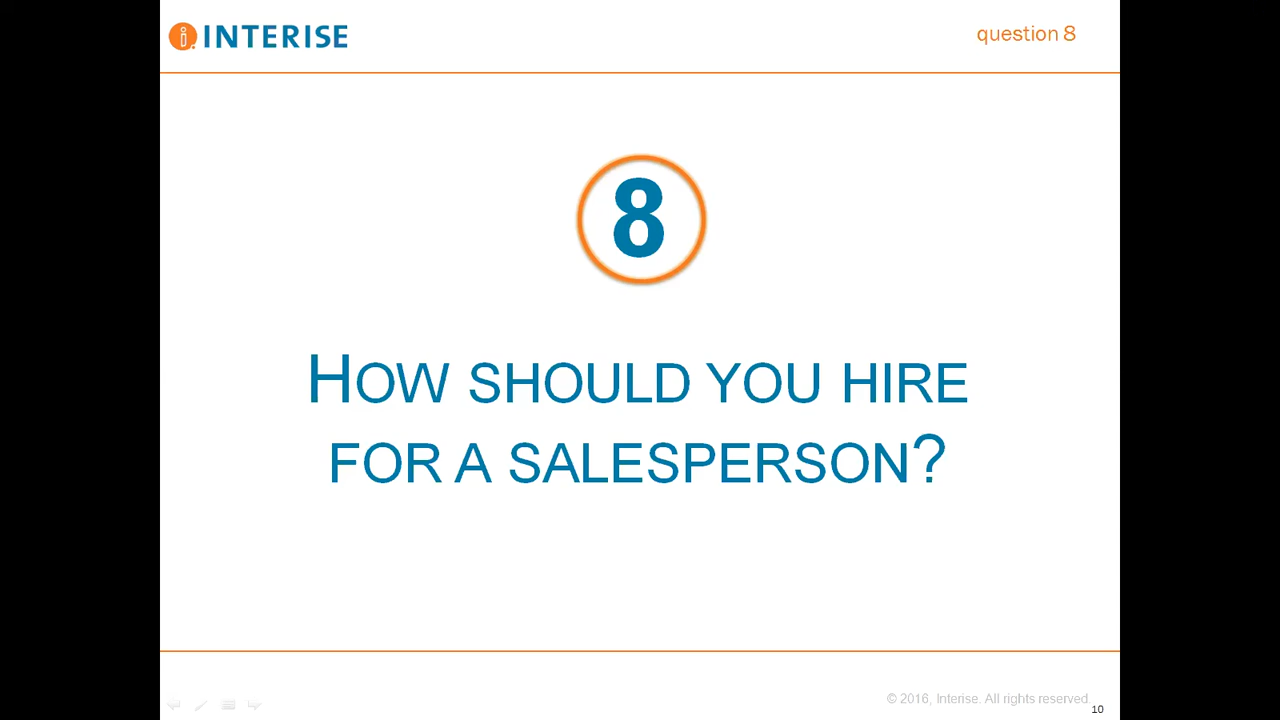 INTERISE
question 8
8
HOW SHOULD YOU HIRE
FOR A SALESPERSON?
© 2016, Interise. All rights reserved.
10